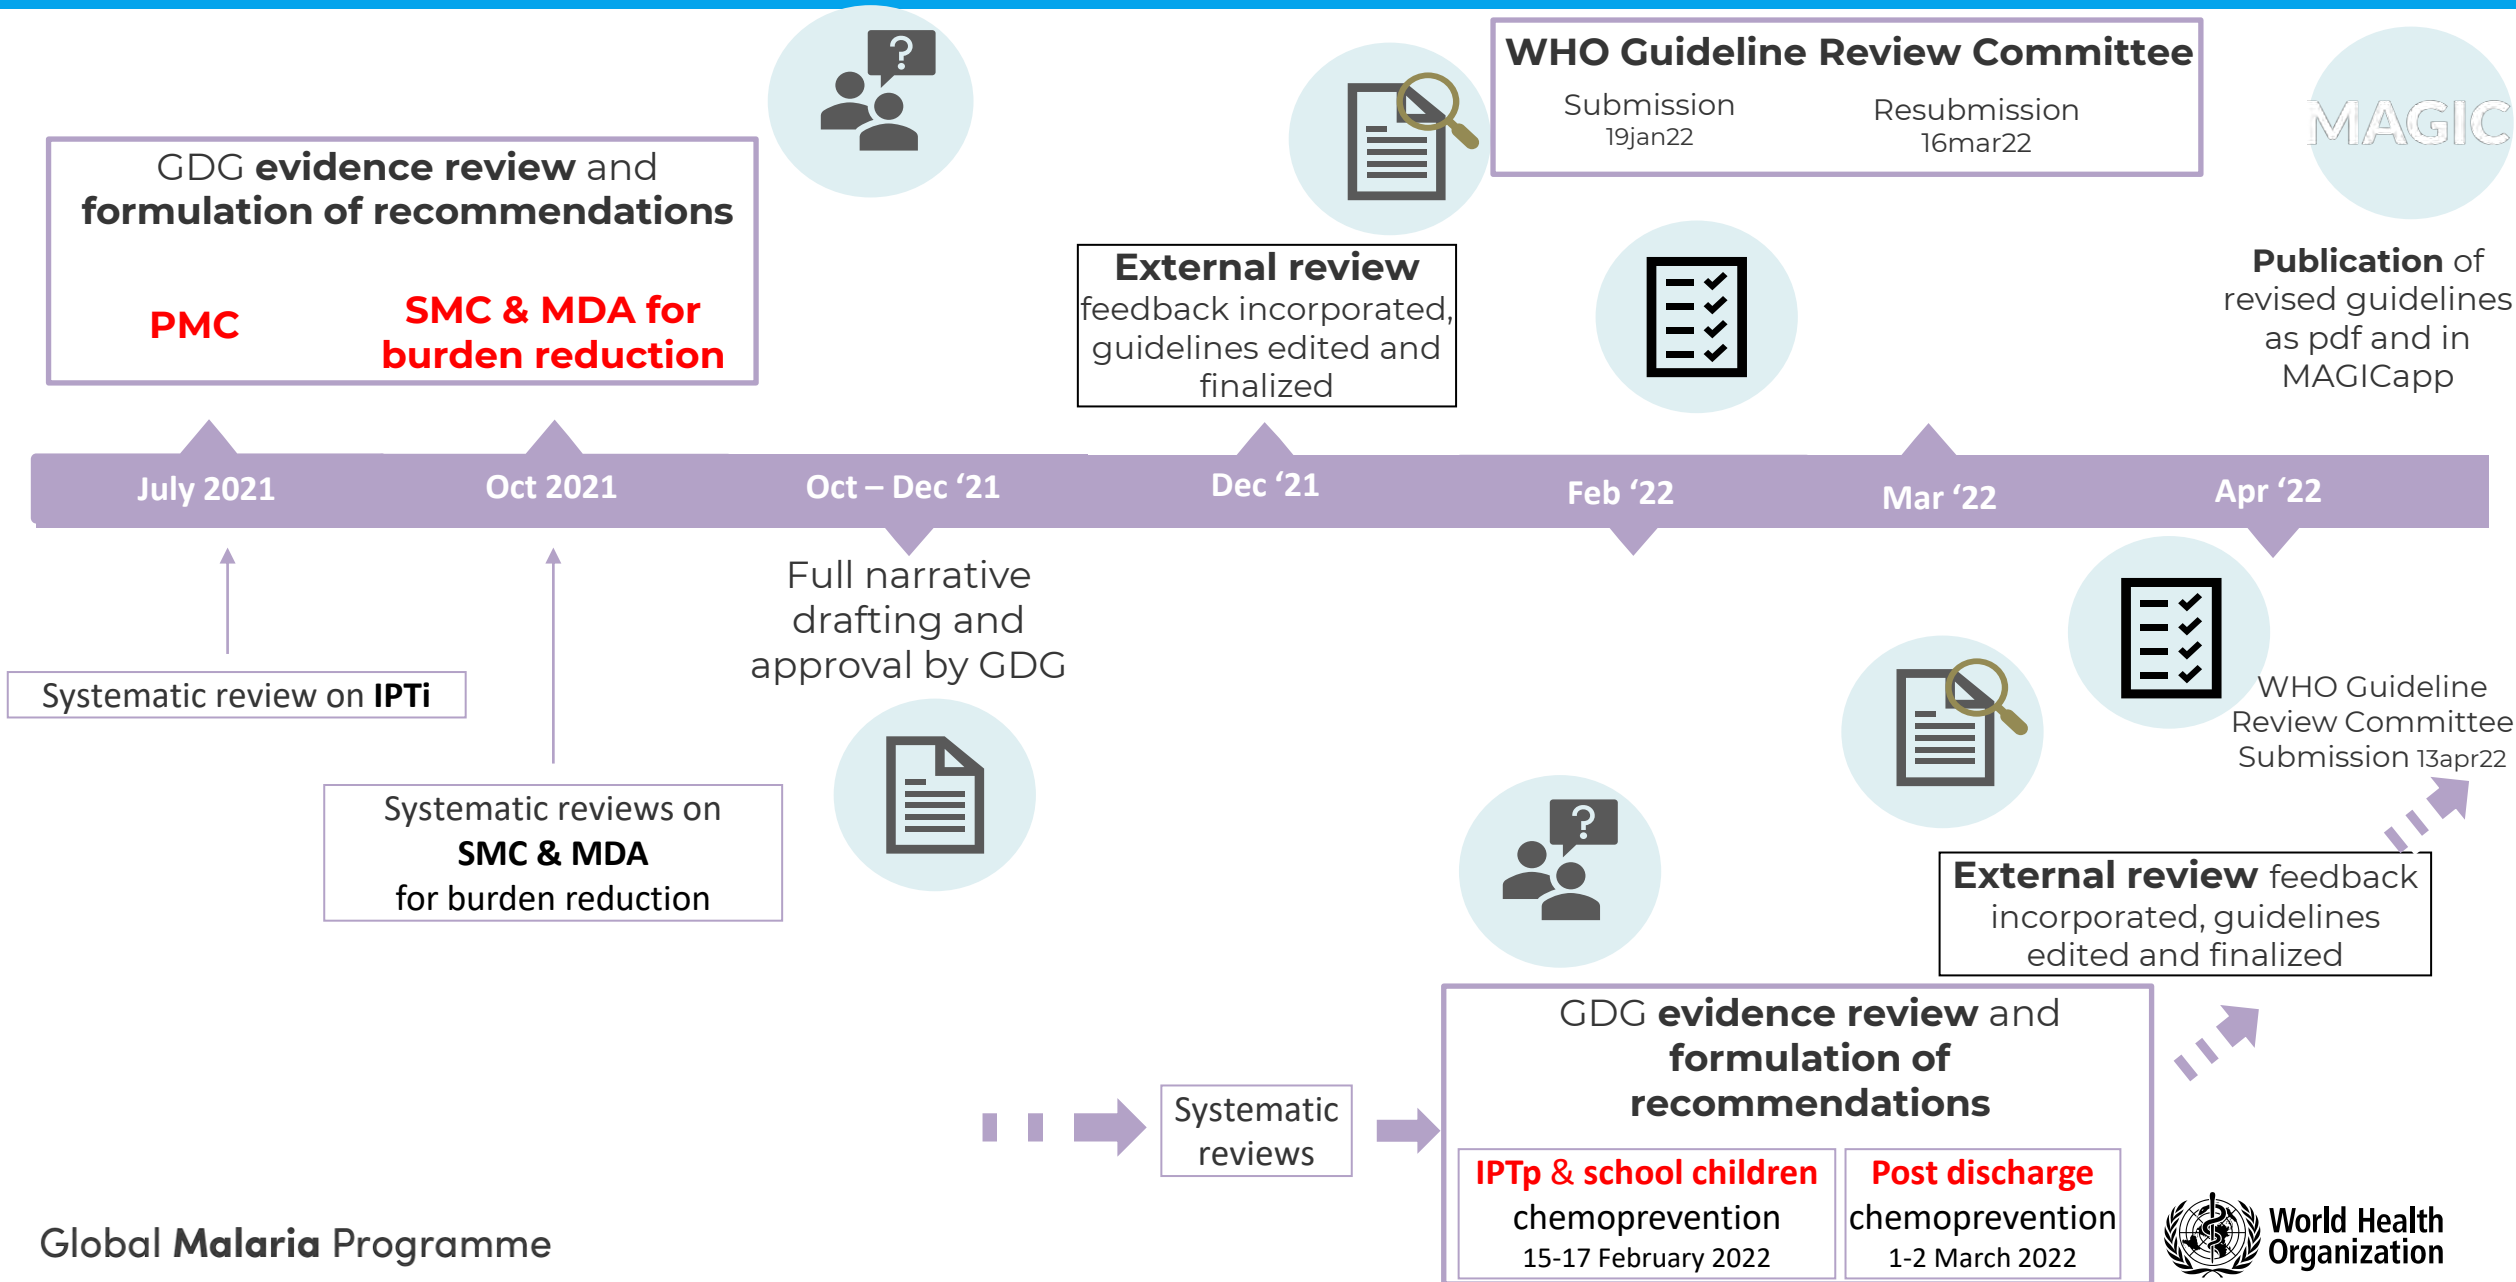 WHO Guideline Review Committee
Submission
19jan22
Resubmission
16mar22
MAGIC
GDG evidence review and
formulation of recommendations
PMC
SMC & MDA for
burden reduction
?
External review
feedback incorporated,
guidelines edited and
finalized
Publication of
revised guidelines
as pdf and in
MAGICapp
July 2021
Oct 2021
Oct – Dec ‘21
Dec ‘21
Feb ‘22
Mar ‘22
Apr ‘22
Systematic review on IPTi
Systematic reviews on
SMC & MDA
for burden reduction
Full narrative
drafting and
approval by GDG
WHO Guideline
Review Committee
Submission 13apr22
?
External review feedback
incorporated, guidelines
edited and finalized
Systematic
reviews
GDG evidence review and
formulation of
recommendations
IPTp & school children
chemoprevention
15-17 February 2022
Post discharge
chemoprevention
1-2 March 2022
Global Malaria Programme
World Health
Organization